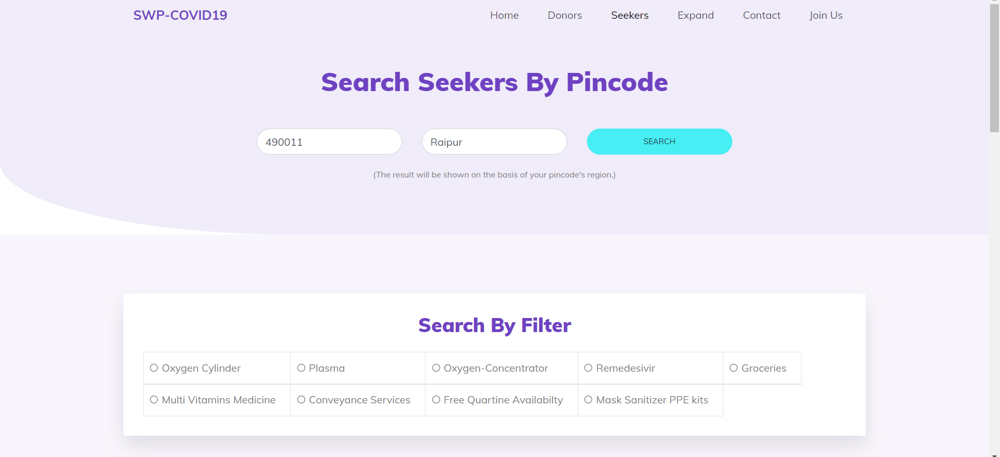 SWP-COVID19 Home Donors Seekers Expand Contact Join Us
Search Seekers By Pincode
490011 Raipur SEARCH
(The result will be shown on the basis of your pincode's region.)
Search By Filter
Oxygen Cylinder Plasma Oxygen-Concentrator Remedesivir Groceries
Multi Vitamins Medicine Conveyance Services Free Quartine Availabilty Mask Sanitizer PPE kits